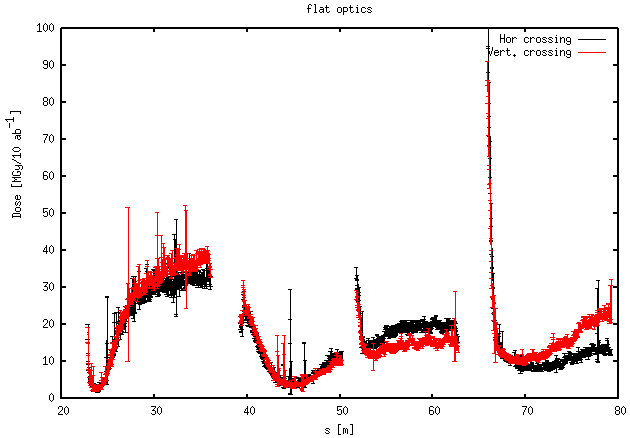 flat optics
Hor crossing
Vert. crossing
Dose [MGy/10 ab^-1]
100
90
80
70
60
50
40
30
20
10
0
20 30 40 50 60 70 80
s [m]